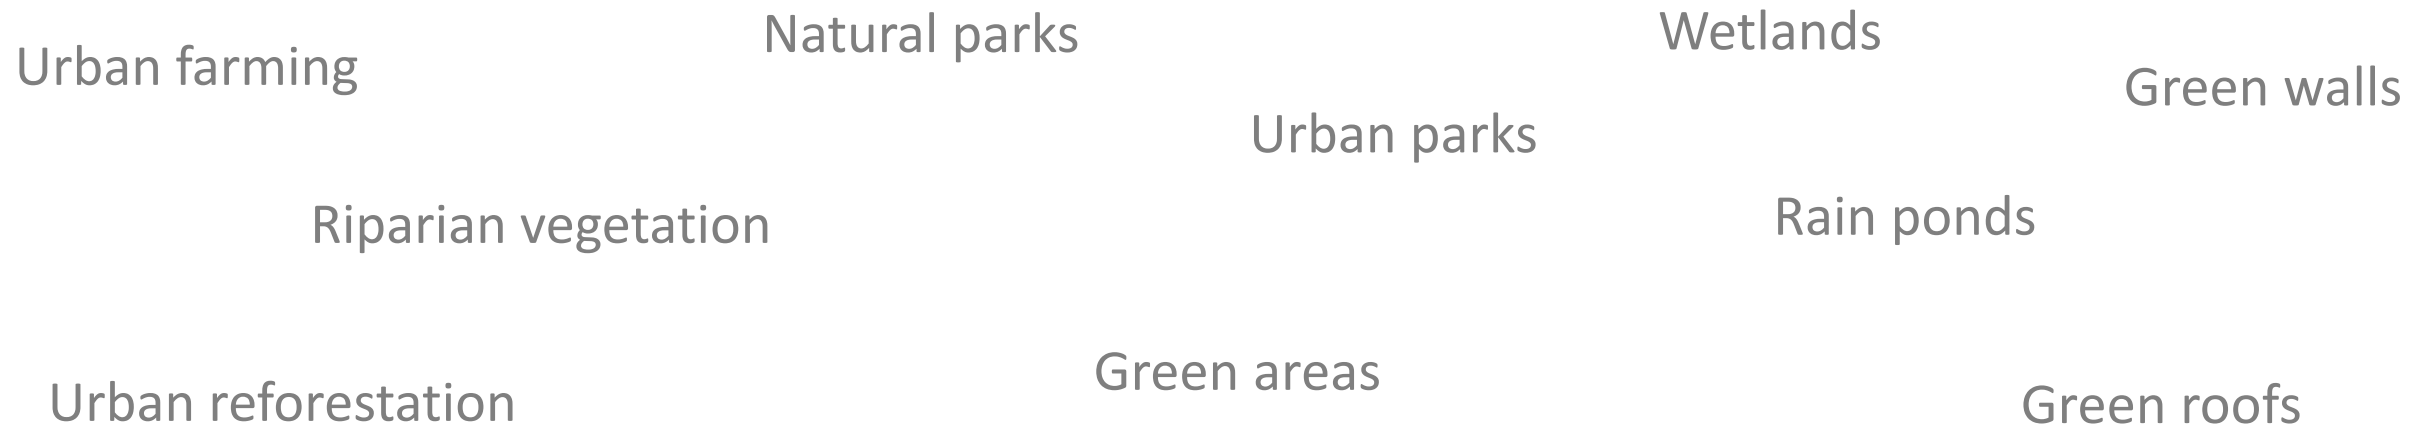 Natural parks
Wetlands
Urban farming
Green walls
Urban parks
Riparian vegetation
Rain ponds
Green areas
Urban reforestation
Green roofs